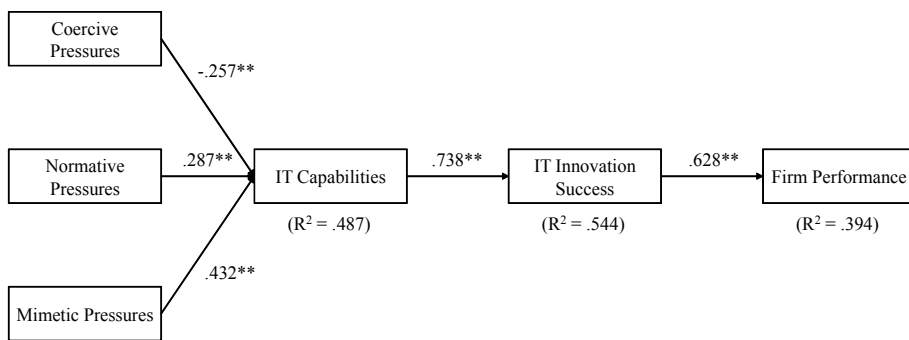 Coercive
Pressures
-.257**
Normative
Pressures
.287**
IT Capabilities
(R² = .487)
.738**
IT Innovation
Success
(R² = .544)
.628**
Firm Performance
(R² = .394)
.432**
Mimetic Pressures